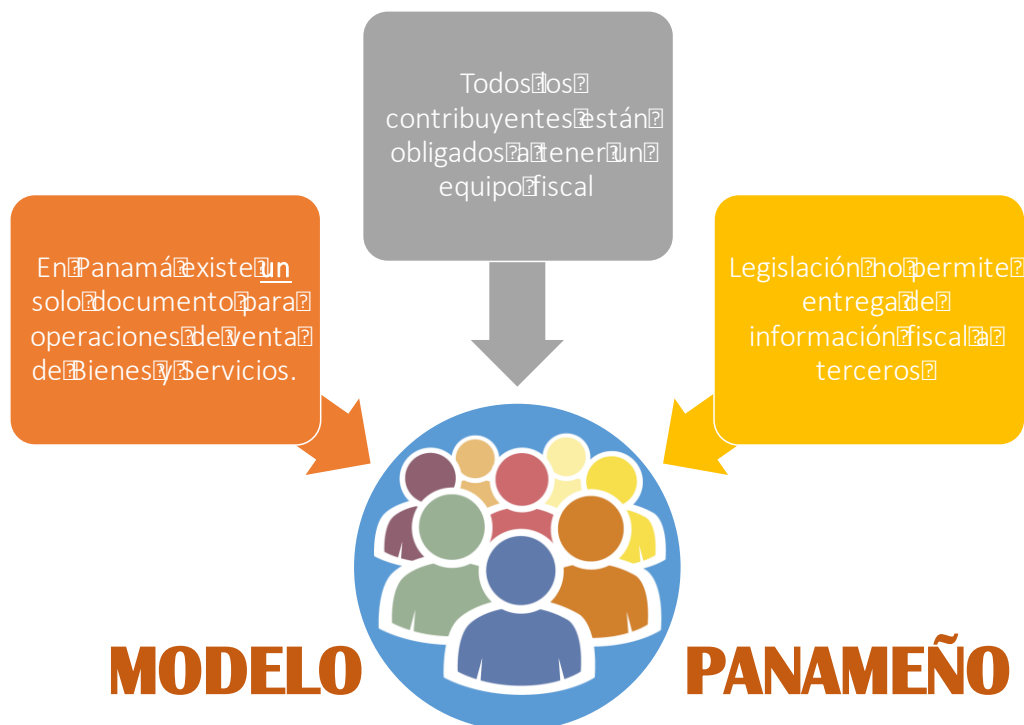 Todos los
contribuyentes están
obligados a tener un
equipo fiscal
En Panamá existe un
solo documento para
operaciones de venta
de Bienes y Servicios.
Legislación no permite
entrega de
información fiscal a
terceros
MODELO PANAMEÑO